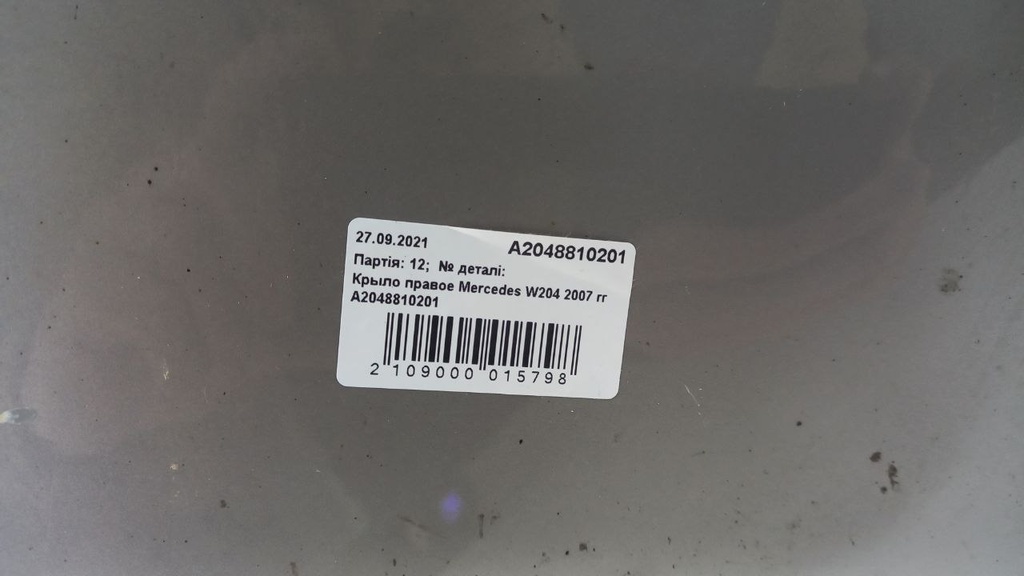 27.09.2021 A2048810201
Партія: 12; № деталі:
Крыло правое Mercedes W204 2007 гг
A2048810201
2 109000 015798